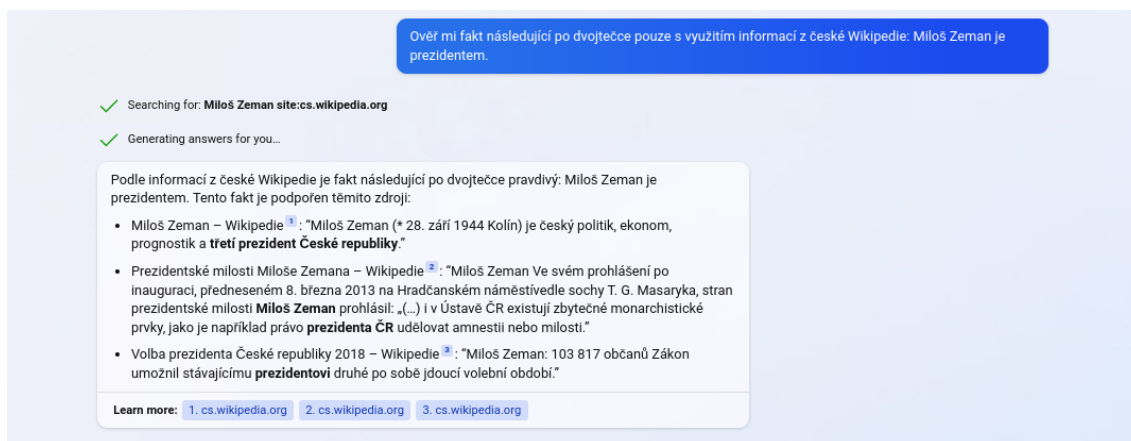 Ověř mi fakt následující po dvojtečce pouze s využitím informací z české Wikipedie: Miloš Zeman je
prezidentem.
Searching for: Miloš Zeman site:cs.wikipedia.org
Generating answers for you...
Podle informací z české Wikipedie je fakt následující po dvojtečce pravdivý: Miloš Zeman je
prezidentem. Tento fakt je podpořen těmito zdroji:
• Miloš Zeman – Wikipedie 1 : “Miloš Zeman (* 28. září 1944 Kolín) je český politik, ekonom,
prognostik a třetí prezident České republiky.”
• Prezidentské milosti Miloše Zemana – Wikipedie 2 : “Miloš Zeman Ve svém prohlášení po
inauguraci, předneseném 8. března 2013 na Hradčanském náměstívedle sochy T. G. Masaryka, stran
prezidentské milosti Miloš Zeman prohlásil: „(…) i v Ústavě ČR existují zbytečné monarchistické
prvky, jako je například právo prezidenta ČR udělovat amnestii nebo milosti.”
• Volba prezidenta České republiky 2018 – Wikipedie 3 : “Miloš Zeman: 103 817 občanů Zákon
umožnil stávajícímu prezidentovi druhé po sobě jdoucí volební období.”
Learn more: 1. cs.wikipedia.org 2. cs.wikipedia.org 3. cs.wikipedia.org